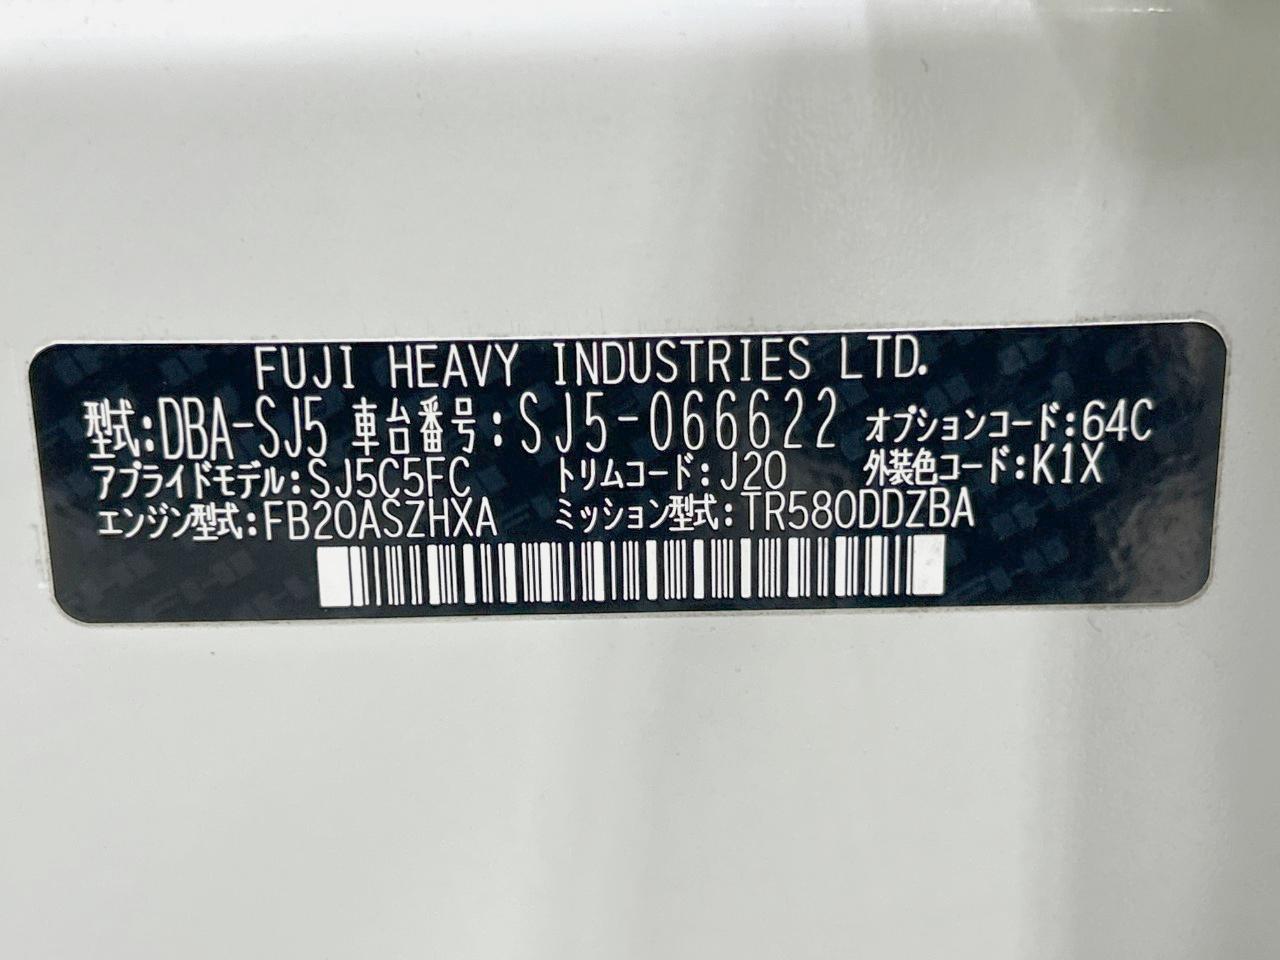 FUJI HEAVY INDUSTRIES LTD.
型式:DBA-SJ5 車台番号:SJ5-066622 オプションコード:64C
アプライドモデル:SJ5C5FC トリムコード:J20 外装色コード:K1X
エンジン型式:FB20ASZHXA ミッション型式:TR580DDZBA